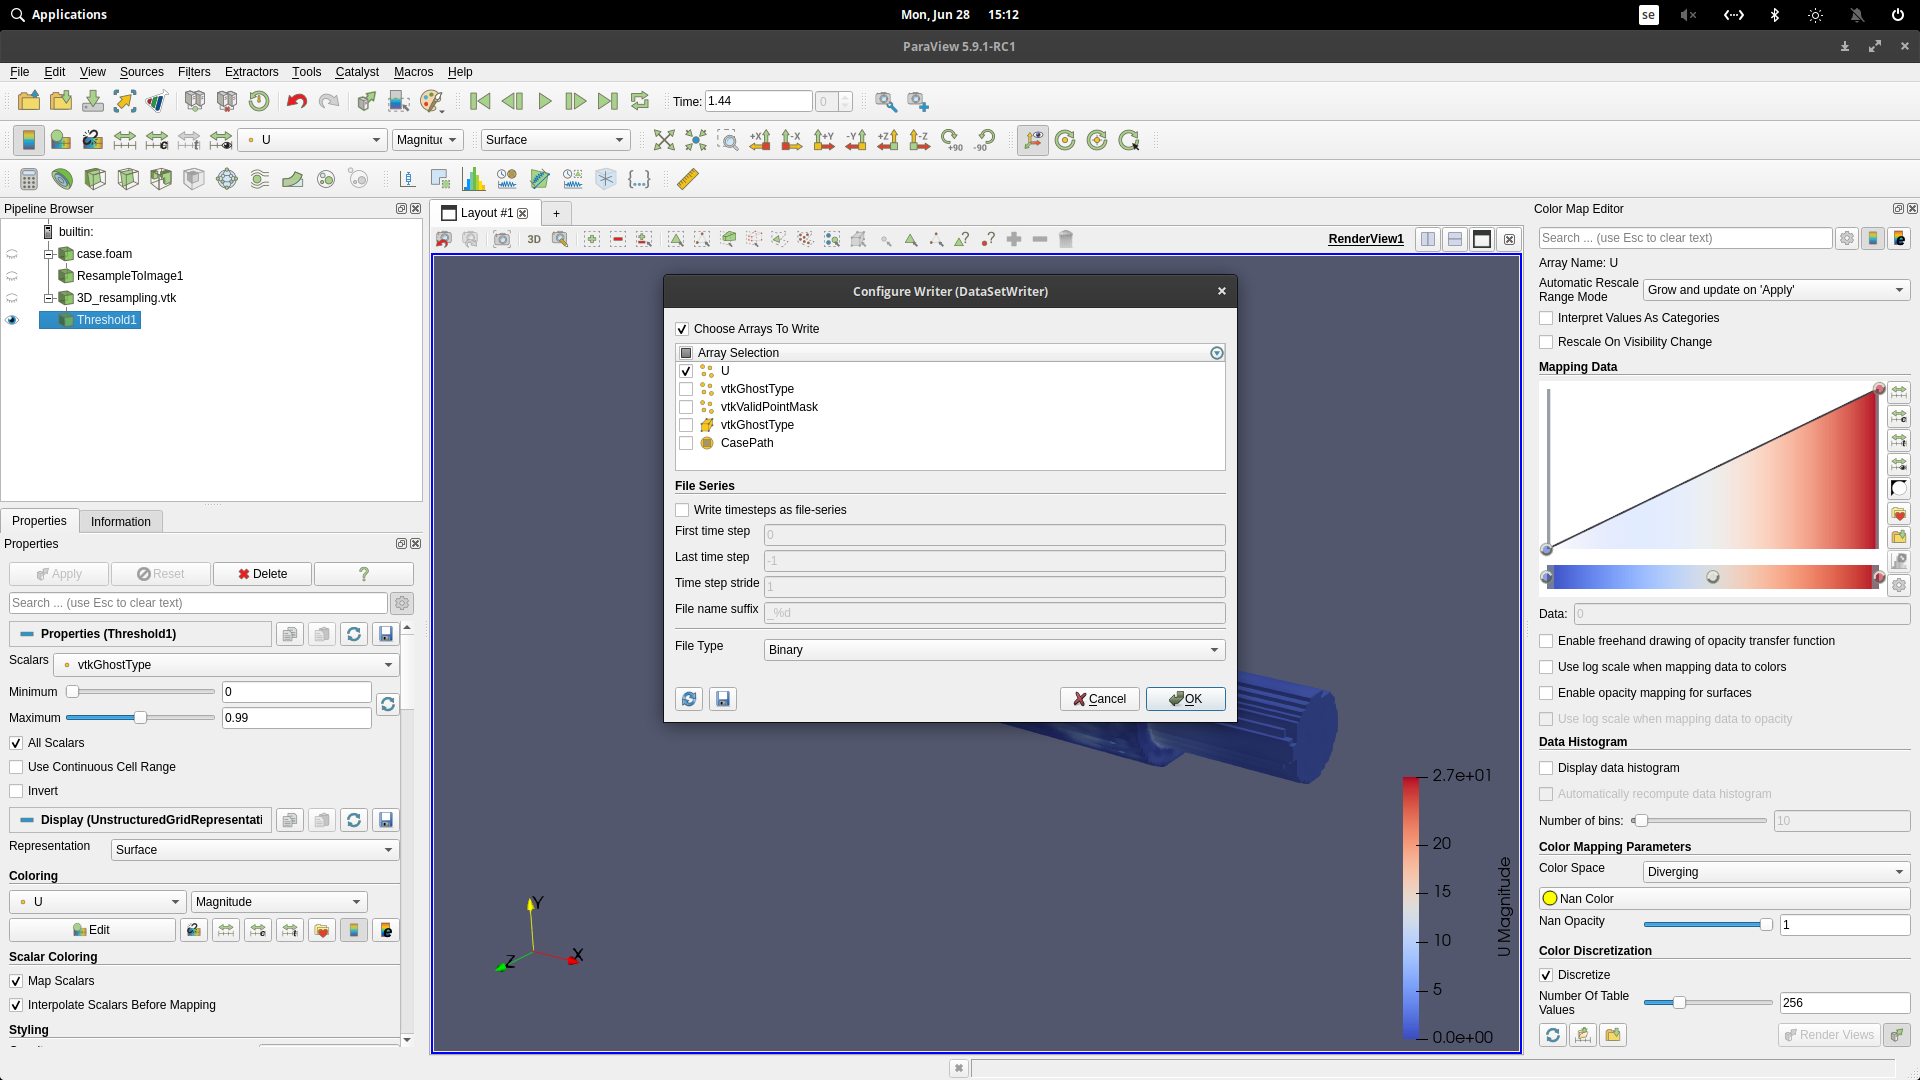 Applications
Mon, Jun 28 15:12
se
ParaView 5.9.1-RC1
File Edit View Sources Filters Extractors Tools Catalyst Macros Help
Time: 1.44 0
U Magnituc Surface
+X -X +Y -Y +Z -Z +90 -90
Pipeline Browser
builtin:
case.foam
ResampleToImage1
3D_resampling.vtk
Threshold1
Properties Information
Properties
Apply Reset Delete ?
Search ... (use Esc to clear text)
Properties (Threshold1)
Scalars vtkGhostType
Minimum 0
Maximum 0.99
All Scalars
Use Continuous Cell Range
Invert
Display (UnstructuredGridRepresentati
Representation Surface
Coloring
U Magnitude
Edit
Scalar Coloring
Map Scalars
Interpolate Scalars Before Mapping
Styling
Layout #1 +
3D
RenderView1
Configure Writer (DataSetWriter)
Choose Arrays To Write
Array Selection
U
vtkGhostType
vtkValidPointMask
vtkGhostType
CasePath
File Series
Write timesteps as file-series
First time step 0
Last time step -1
Time step stride 1
File name suffix _%d
File Type Binary
Cancel OK
Y
X
Z
2.7e+01
20
15
10
5
0.0e+00
U Magnitude
Color Map Editor
Search ... (use Esc to clear text)
Array Name: U
Automatic Rescale Range Mode Grow and update on 'Apply'
Interpret Values As Categories
Rescale On Visibility Change
Mapping Data
Data: 0
Enable freehand drawing of opacity transfer function
Use log scale when mapping data to colors
Enable opacity mapping for surfaces
Use log scale when mapping data to opacity
Data Histogram
Display data histogram
Automatically recompute data histogram
Number of bins: 10
Color Mapping Parameters
Color Space Diverging
Nan Color
Nan Opacity 1
Color Discretization
Discretize
Number Of Table Values 256
Render Views